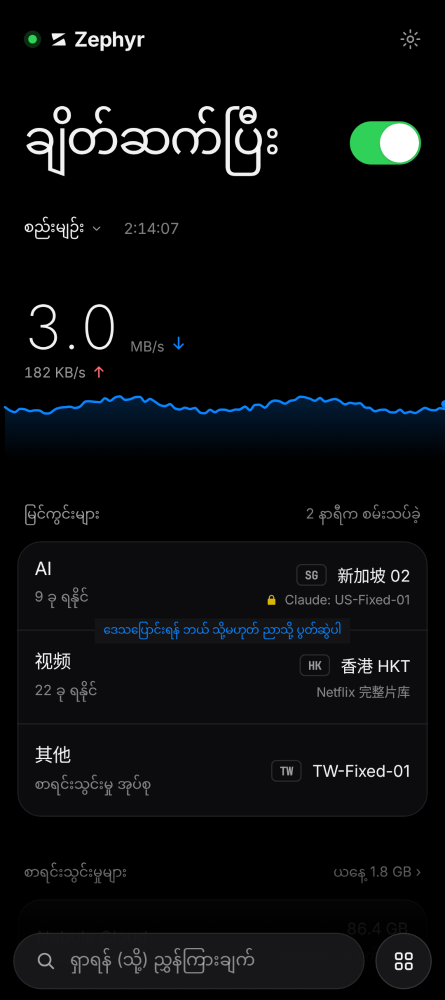 Zephyr
ချိတ်ဆက်ပြီး
စည်းမျဉ်း 2:14:07
3.0 MB/s ↓
182 KB/s ↑
မြင်ကွင်းများ 2 နာရီက စမ်းသပ်ခဲ့
AI SG 新加坡 02
9 ခု ရနိုင် Claude: US-Fixed-01
ဒေသပြောင်းရန် ဘယ် သို့မဟုတ် ညာသို့ ပွတ်ဆွဲပါ
视频 HK 香港 HKT
22 ခု ရနိုင် Netflix 完整片库
其他 TW TW-Fixed-01
စာရင်းသွင်းမှု အုပ်စု
စာရင်းသွင်းမှုများ ယနေ့ 1.8 GB ›
86.4 GB
ရှာရန် (သို့) ညွှန်ကြားချက်